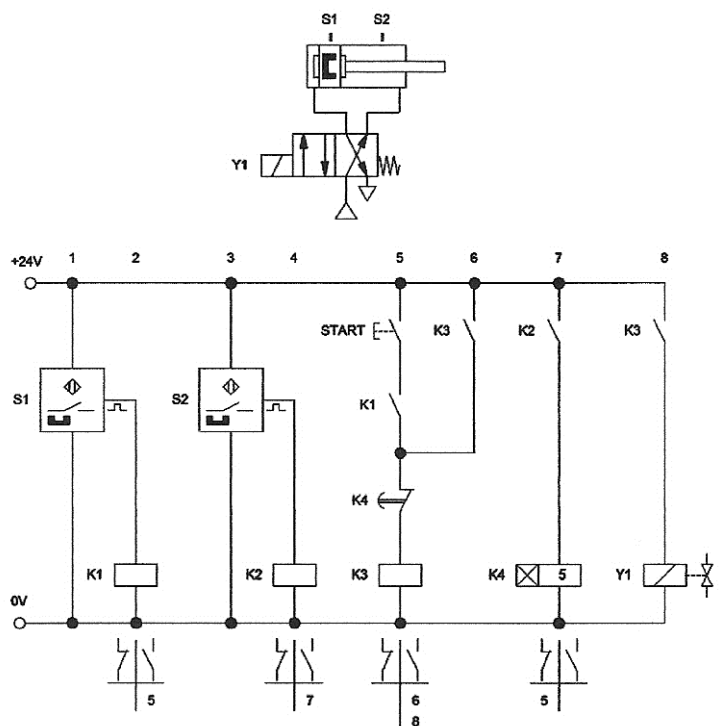 S1 S2
Y1
1 2 3 4 5 6 7 8
+24V
START K3 K2 K3
S1 S2
K1
K4
K1 K2 K3 K4 5 Y1
0V
5 7 6 5
8